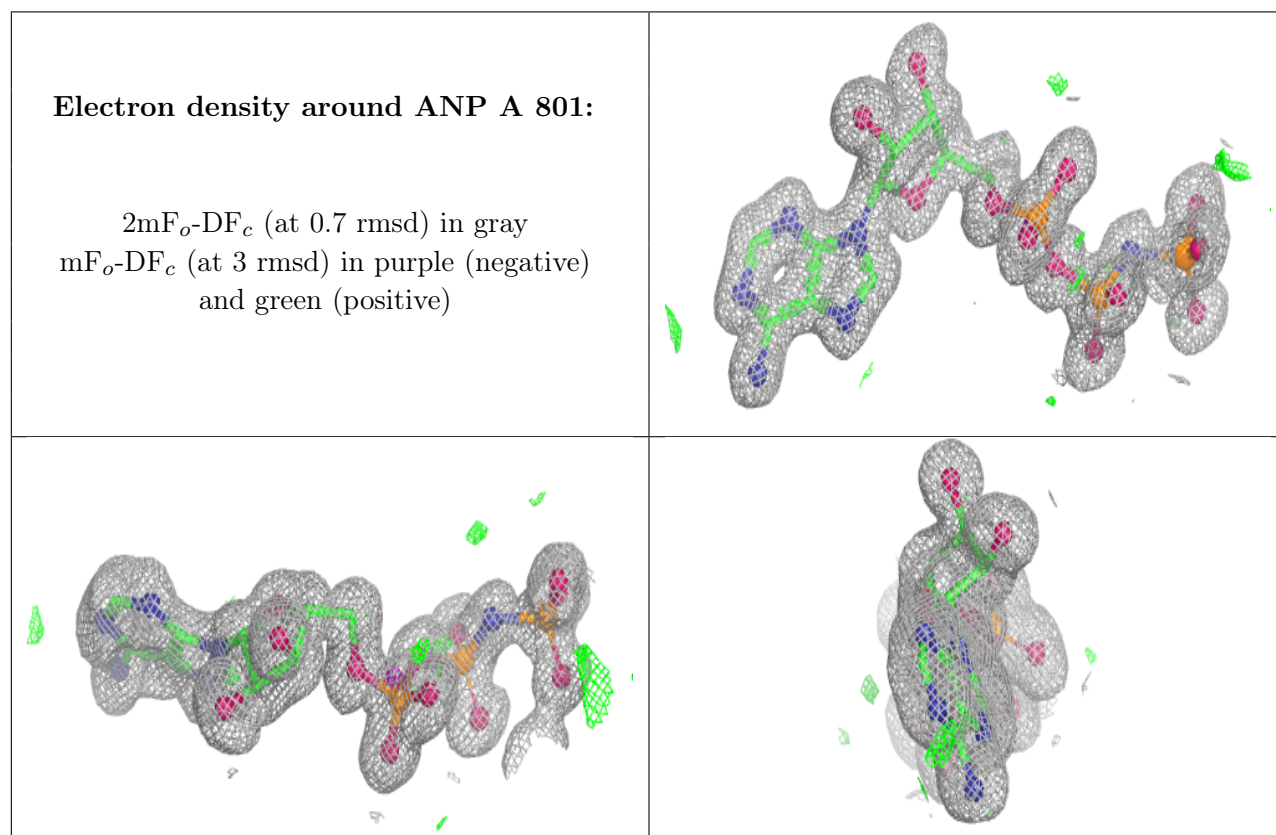 Electron density around ANP A 801:
2mFo-DFc (at 0.7 rmsd) in gray
mFo-DFc (at 3 rmsd) in purple (negative)
and green (positive)